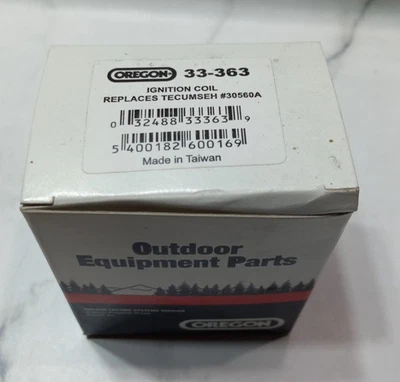 OREGON 33-363
IGNITION COIL
REPLACES TECUMSEH #30560A
0 32488 33363 9
5 400182 600169
Made in Taiwan
Outdoor
Equipment Parts
OREGON